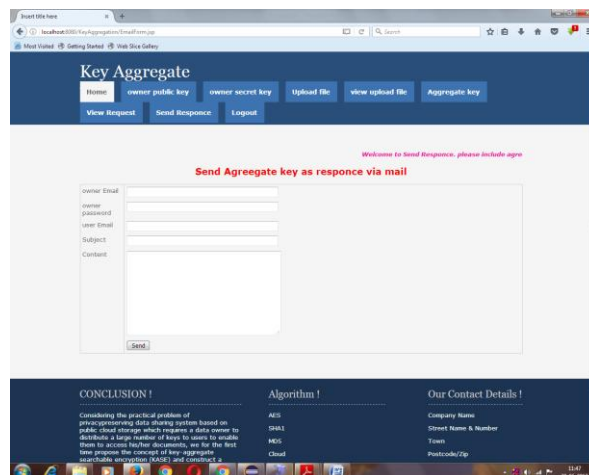 Insert title here
localhost:8080/KeyAggregation/EmailForm.jsp
Search
Most Visited Getting Started Web Slice Gallery
Key Aggregate
Home owner public key owner secret key Upload file view upload file Aggregate key
View Request Send Responce Logout
Welcome to Send Responce. please include agre
Send Agreegate key as responce via mail
owner Email
owner
password
user Email
Subject
Content
Send
CONCLUSION !
Considering the practical problem of
privacypreserving data sharing system based on
public cloud storage which requires a data owner to
distribute a large number of keys to users to enable
them to access his/her documents, we for the first
time propose the concept of key-aggregate
searchable encryption (KASE) and construct a
Algorithm !
AES
SHA1
MD5
Cloud
Our Contact Details !
Company Name
Street Name & Number
Town
Postcode/Zip
11:47